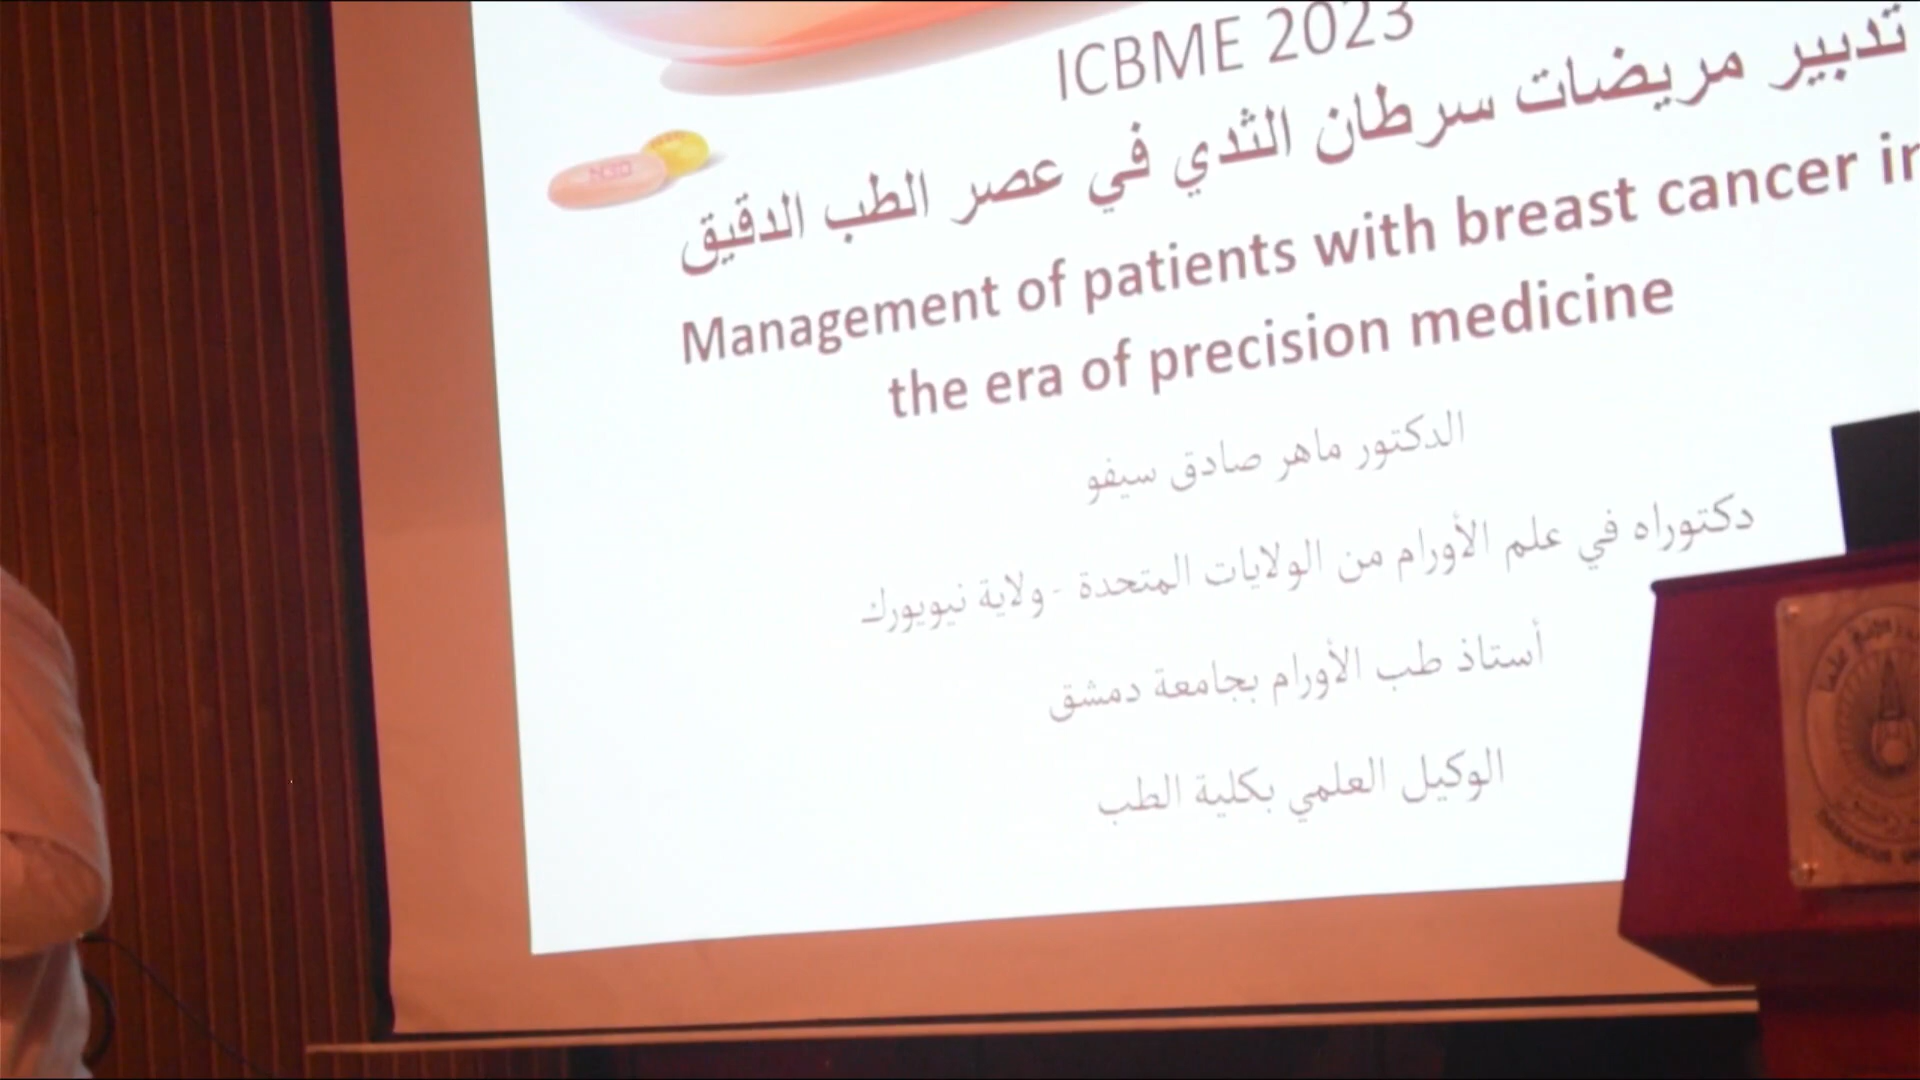 ICBME 2023
تدبير مريضات سرطان الثدي في عصر الطب الدقيق
Management of patients with breast cancer in
the era of precision medicine
الدكتور ماهر صادق سيفو
دكتوراه في علم الأورام من الولايات المتحدة - ولاية نيويورك
أستاذ طب الأورام بجامعة دمشق
الوكيل العلمي بكلية الطب